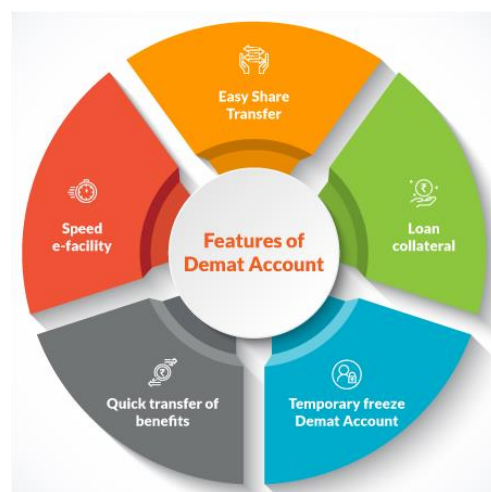 Easy Share
Transfer
Loan
collateral
Temporary freeze
Demat Account
Quick transfer of
benefits
Speed
e-facility
Features of
Demat Account